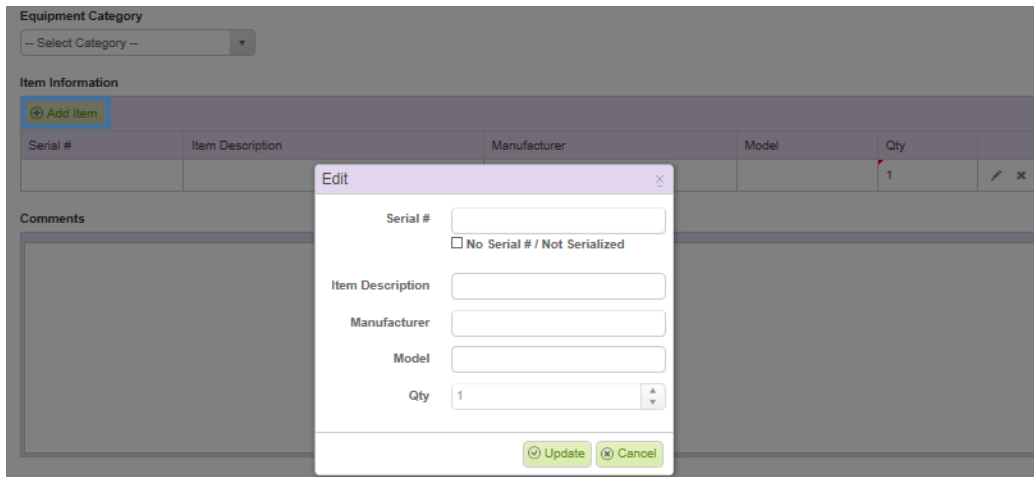 Equipment Category
-- Select Category --
Item Information
Add Item
Serial # Item Description Manufacturer Model Qty
1
Comments
Edit
Serial #
No Serial # / Not Serialized
Item Description
Manufacturer
Model
Qty 1
Update Cancel